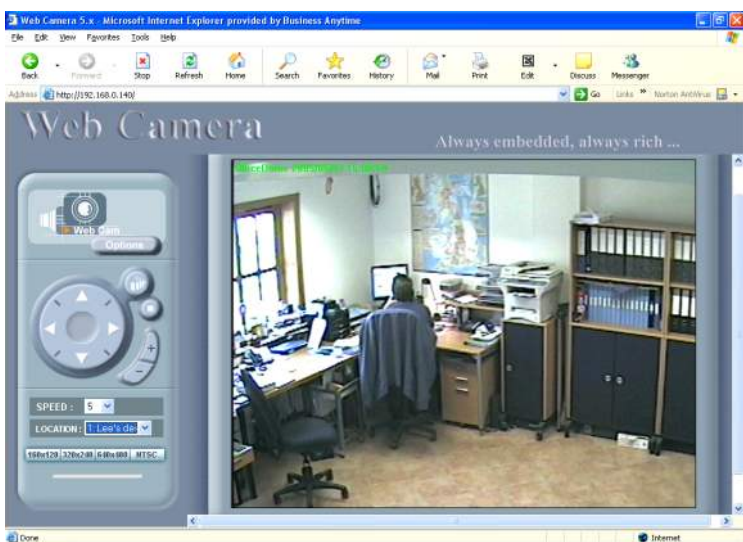 Web Camera 5.x - Microsoft Internet Explorer provided by Business Anytime
File Edit View Favorites Tools Help
Back Forward Stop Refresh Home Search Favorites History Mail Print Edit Discuss Messenger
Address http://192.168.0.140/ Go Links » Norton AntiVirus
Web Camera
Always embedded, always rich ...
Web Cam
Options
+
-
SPEED : 5
LOCATION : 1:Lee's de
160x120 320x240 640x480 NTSC
Done Internet